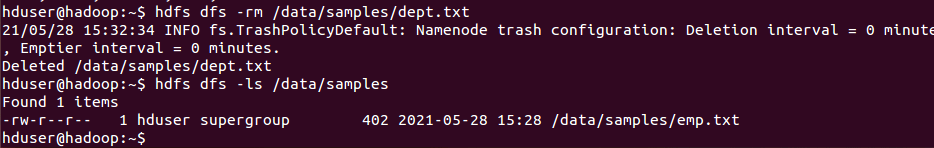 hduser@hadoop:~$ hdfs dfs -rm /data/samples/dept.txt
21/05/28 15:32:34 INFO fs.TrashPolicyDefault: Namenode trash configuration: Deletion interval = 0 minute
, Emptier interval = 0 minutes.
Deleted /data/samples/dept.txt
hduser@hadoop:~$ hdfs dfs -ls /data/samples
Found 1 items
-rw-r--r--   1 hduser supergroup        402 2021-05-28 15:28 /data/samples/emp.txt
hduser@hadoop:~$